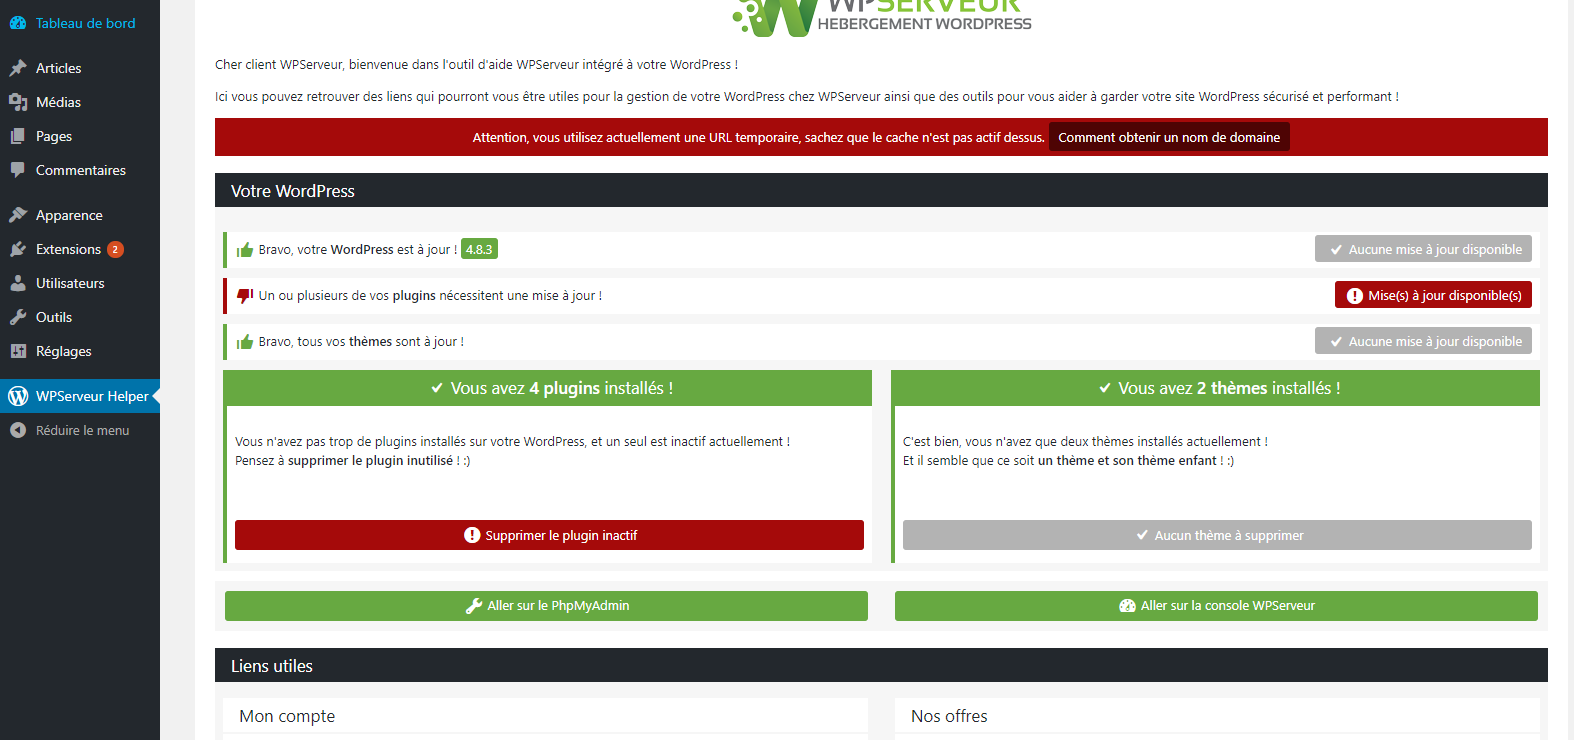 Tableau de bord
Articles
Médias
Pages
Commentaires
Apparence
Extensions 2
Utilisateurs
Outils
Réglages
WPServeur Helper
Réduire le menu
WPSERVEUR
HEBERGEMENT WORDPRESS
Cher client WPServeur, bienvenue dans l'outil d'aide WPServeur intégré à votre WordPress !
Ici vous pouvez retrouver des liens qui pourront vous être utiles pour la gestion de votre WordPress chez WPServeur ainsi que des outils pour vous aider à garder votre site WordPress sécurisé et performant !
Attention, vous utilisez actuellement une URL temporaire, sachez que le cache n'est pas actif dessus. Comment obtenir un nom de domaine
Votre WordPress
Bravo, votre WordPress est à jour ! 4.8.3 Aucune mise à jour disponible
Un ou plusieurs de vos plugins nécessitent une mise à jour ! Mise(s) à jour disponible(s)
Bravo, tous vos thèmes sont à jour ! Aucune mise à jour disponible
Vous avez 4 plugins installés !
Vous n'avez pas trop de plugins installés sur votre WordPress, et un seul est inactif actuellement !
Pensez à supprimer le plugin inutilisé ! :)
Supprimer le plugin inactif
Vous avez 2 thèmes installés !
C'est bien, vous n'avez que deux thèmes installés actuellement !
Et il semble que ce soit un thème et son thème enfant ! :)
Aucun thème à supprimer
Aller sur le PhpMyAdmin
Aller sur la console WPServeur
Liens utiles
Mon compte
Nos offres